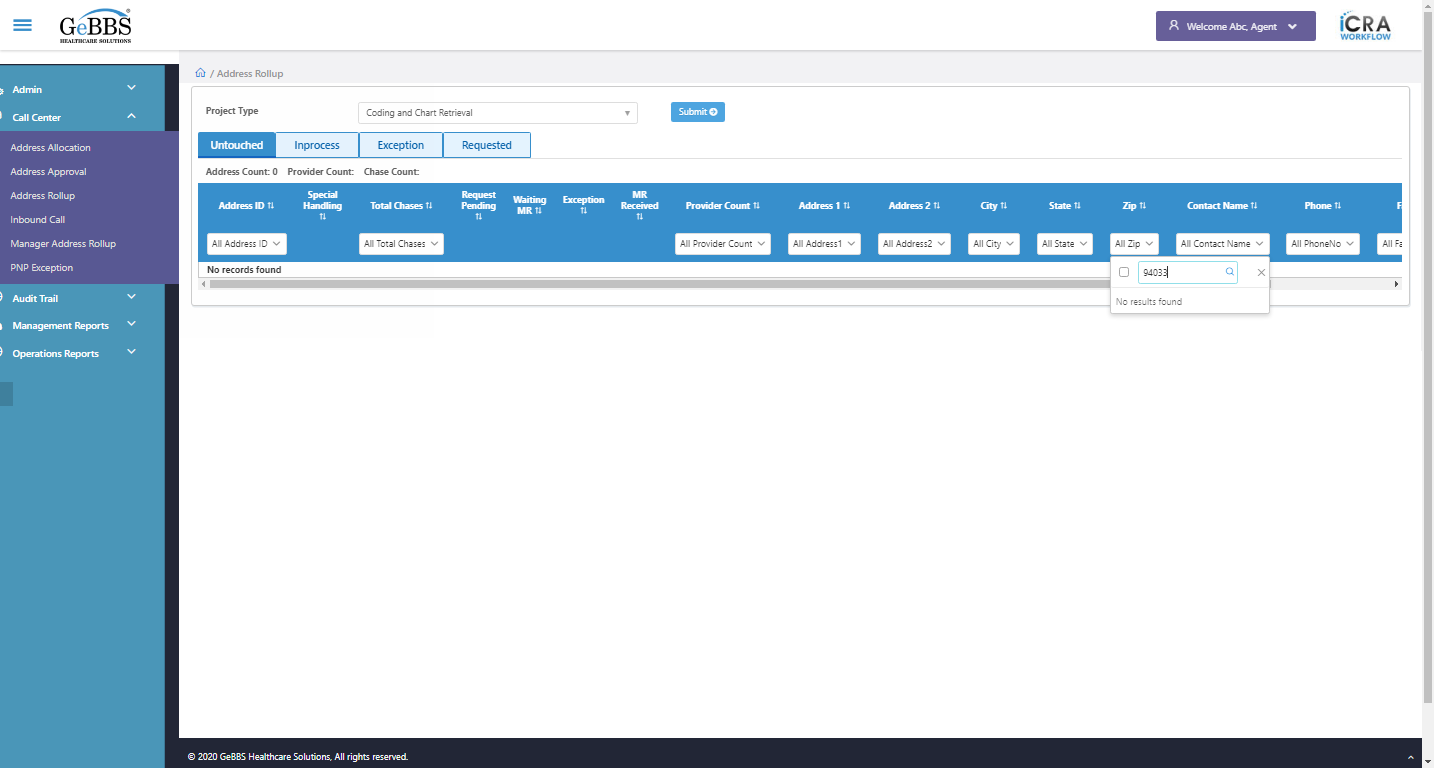 GeBBS
HEALTHCARE SOLUTIONS
Welcome Abc, Agent
iCRA
WORKFLOW
/ Address Rollup
Admin
Call Center
Address Allocation
Address Approval
Address Rollup
Inbound Call
Manager Address Rollup
PNP Exception
Audit Trail
Management Reports
Operations Reports
Project Type
Coding and Chart Retrieval
Submit
Untouched Inprocess Exception Requested
Address Count: 0 Provider Count: Chase Count:
Address ID Special Handling Total Chases Request Pending Waiting MR Exception MR Received Provider Count Address 1 Address 2 City State Zip Contact Name Phone F
All Address ID All Total Chases All Provider Count All Address1 All Address2 All City All State All Zip All Contact Name All PhoneNo All Fa
No records found
94033
No results found
© 2020 GeBBS Healthcare Solutions, All rights reserved.